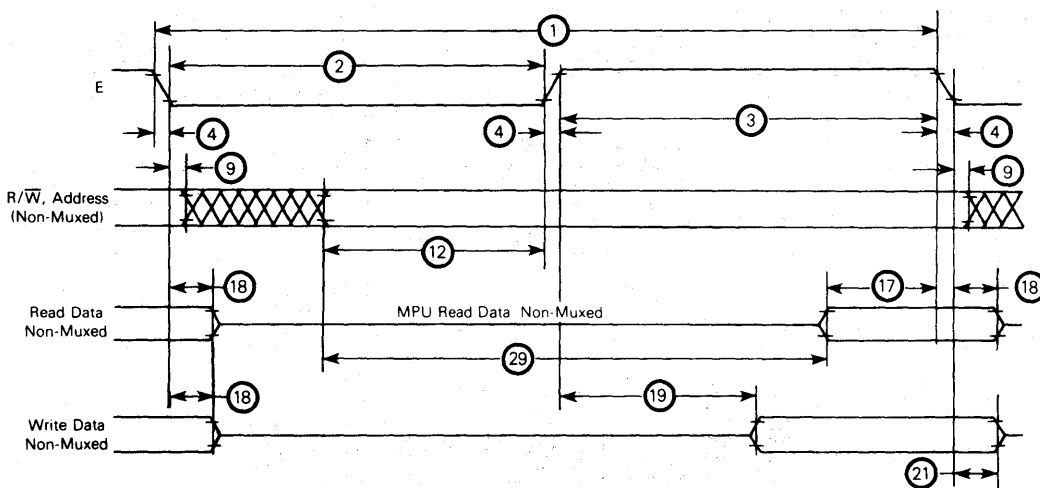 1
2
E
4
4
3
4
9
9
R/W̅, Address
(Non-Muxed)
12
18
17
18
Read Data
Non-Muxed
MPU Read Data Non-Muxed
29
18
19
Write Data
Non-Muxed
21